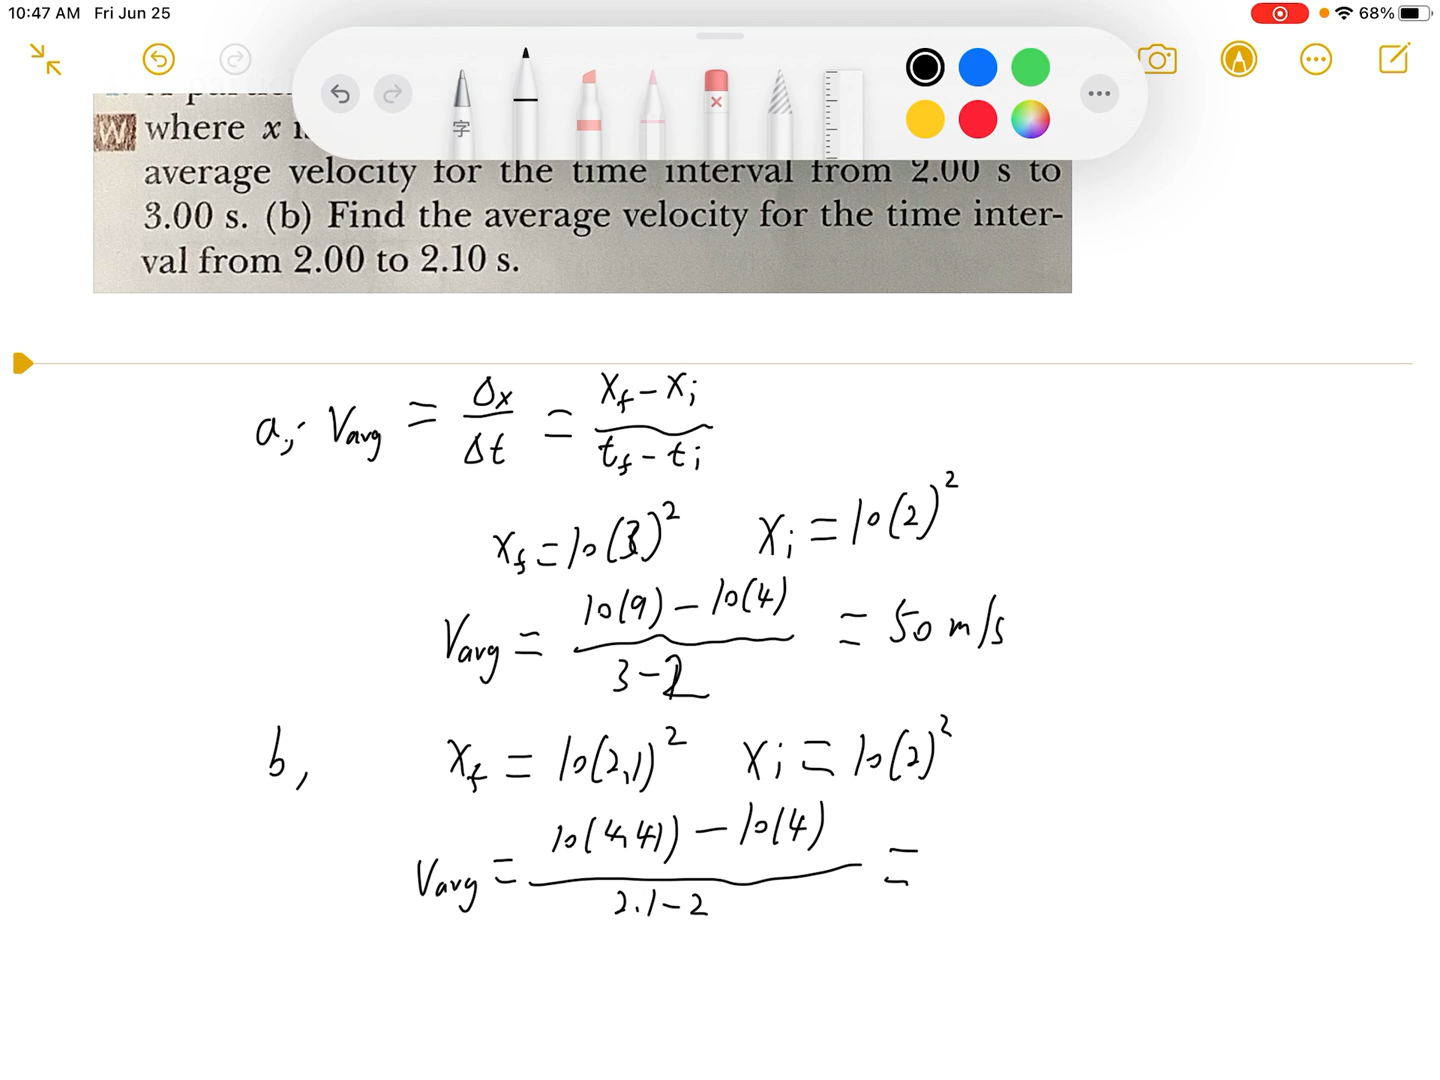 10:47 AM Fri Jun 25 68%
字
W where x
average velocity for the time interval from 2.00 s to
3.00 s. (b) Find the average velocity for the time inter-
val from 2.00 to 2.10 s.
a, Vavg = Δx/Δt = (Xf - Xi)/(tf - ti)
Xf = 10(3)² Xi = 10(2)²
Vavg = (10(9) - 10(4))/(3 - 2) = 50 m/s
b, Xf = 10(2.1)² Xi = 10(2)²
Vavg = (10(4.41) - 10(4))/(2.1 - 2) =